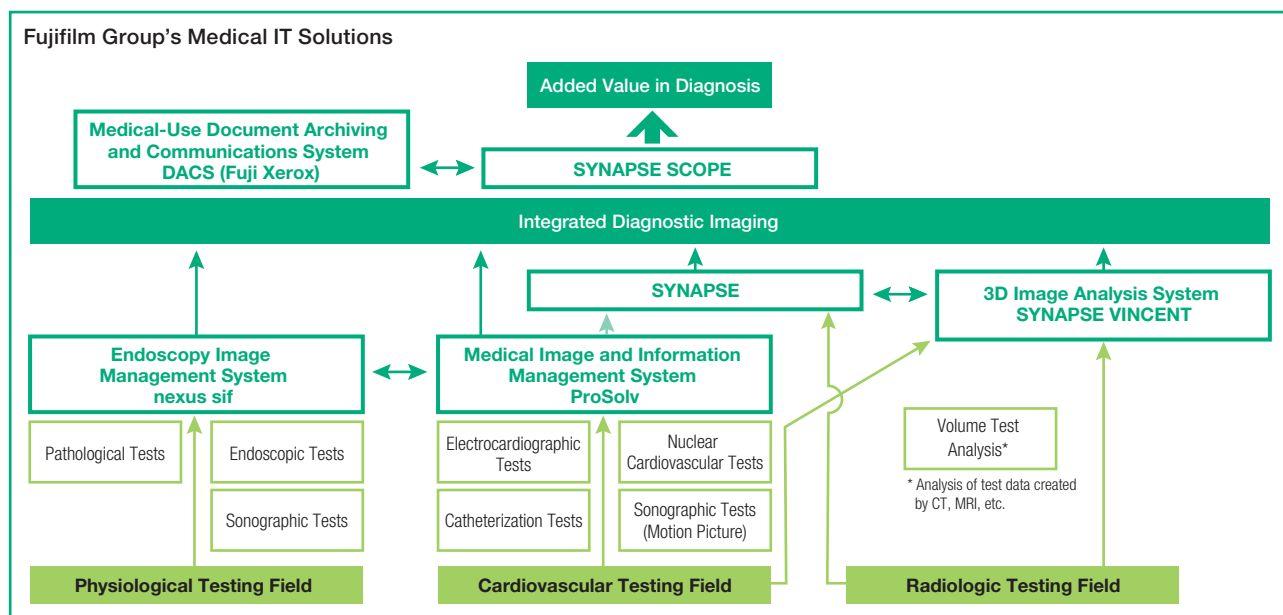 Fujifilm Group's Medical IT Solutions
Added Value in Diagnosis
Medical-Use Document Archiving
and Communications System
DACS (Fuji Xerox)
SYNAPSE SCOPE
Integrated Diagnostic Imaging
SYNAPSE
3D Image Analysis System
SYNAPSE VINCENT
Endoscopy Image
Management System
nexus sif
Medical Image and Information
Management System
ProSolv
Pathological Tests
Endoscopic Tests
Sonographic Tests
Electrocardiographic
Tests
Nuclear
Cardiovascular Tests
Catheterization Tests
Sonographic Tests
(Motion Picture)
Volume Test
Analysis*
* Analysis of test data created
by CT, MRI, etc.
Physiological Testing Field
Cardiovascular Testing Field
Radiologic Testing Field